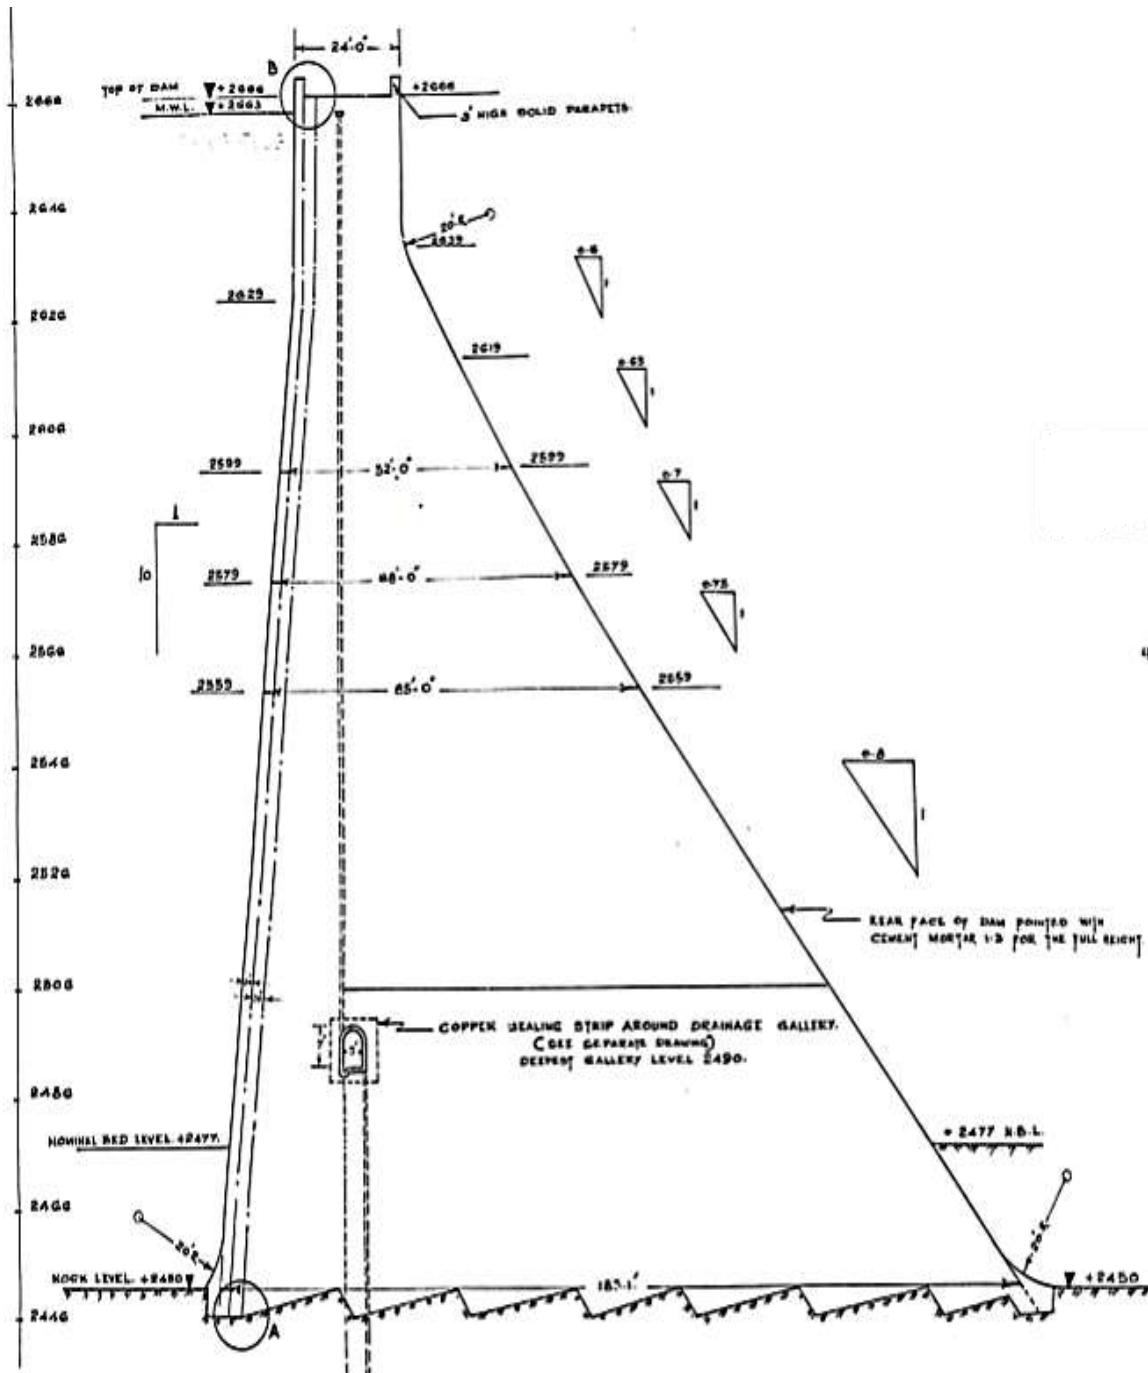 24'-0"
B
TOP OF DAM +2666
+2666
2666
M.W.L. +2663
3' HIGH SOLID PARAPETS.
2646
20'R
2639
0.6
1
2629
2626
2619
0.65
1
2606
2599
52'-0"
2599
0.7
1
1
10
2586
2579
68'-0"
2579
0.75
1
2566
2559
85'-0"
2559
2546
0.8
1
2526
REAR FACE OF DAM POINTED WITH
CEMENT MORTAR 1:3 FOR THE FULL HEIGHT
2506
COPPER SEALING STRIP AROUND DRAINAGE GALLERY.
(SEE SEPARATE DRAWING)
DEEPEST GALLERY LEVEL 2490.
5'
2486
NOMINAL BED LEVEL. +2477.
+ 2477 N.B.L.
2466
20'R
20'R
ROCK LEVEL. +2450
185.1'
+2450
2446
A